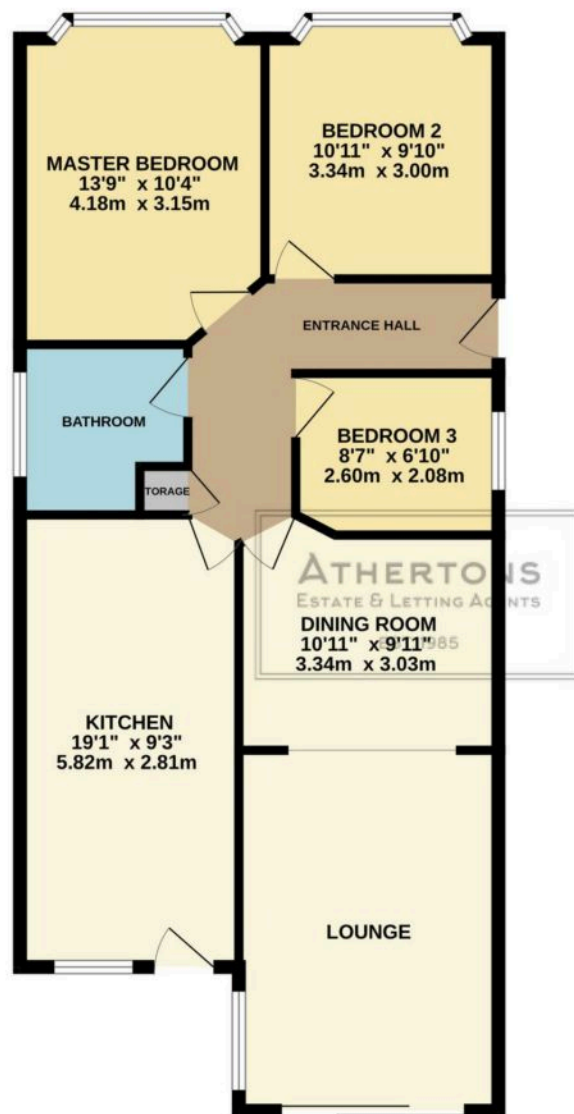 MASTER BEDROOM
13'9" x 10'4"
4.18m x 3.15m
BEDROOM 2
10'11" x 9'10"
3.34m x 3.00m
ENTRANCE HALL
BATHROOM
BEDROOM 3
8'7" x 6'10"
2.60m x 2.08m
TORAGE
ATHERTONS
ESTATE & LETTING AGENTS
DINING ROOM
10'11" x 9'11"
3.34m x 3.03m
1985
KITCHEN
19'1" x 9'3"
5.82m x 2.81m
LOUNGE